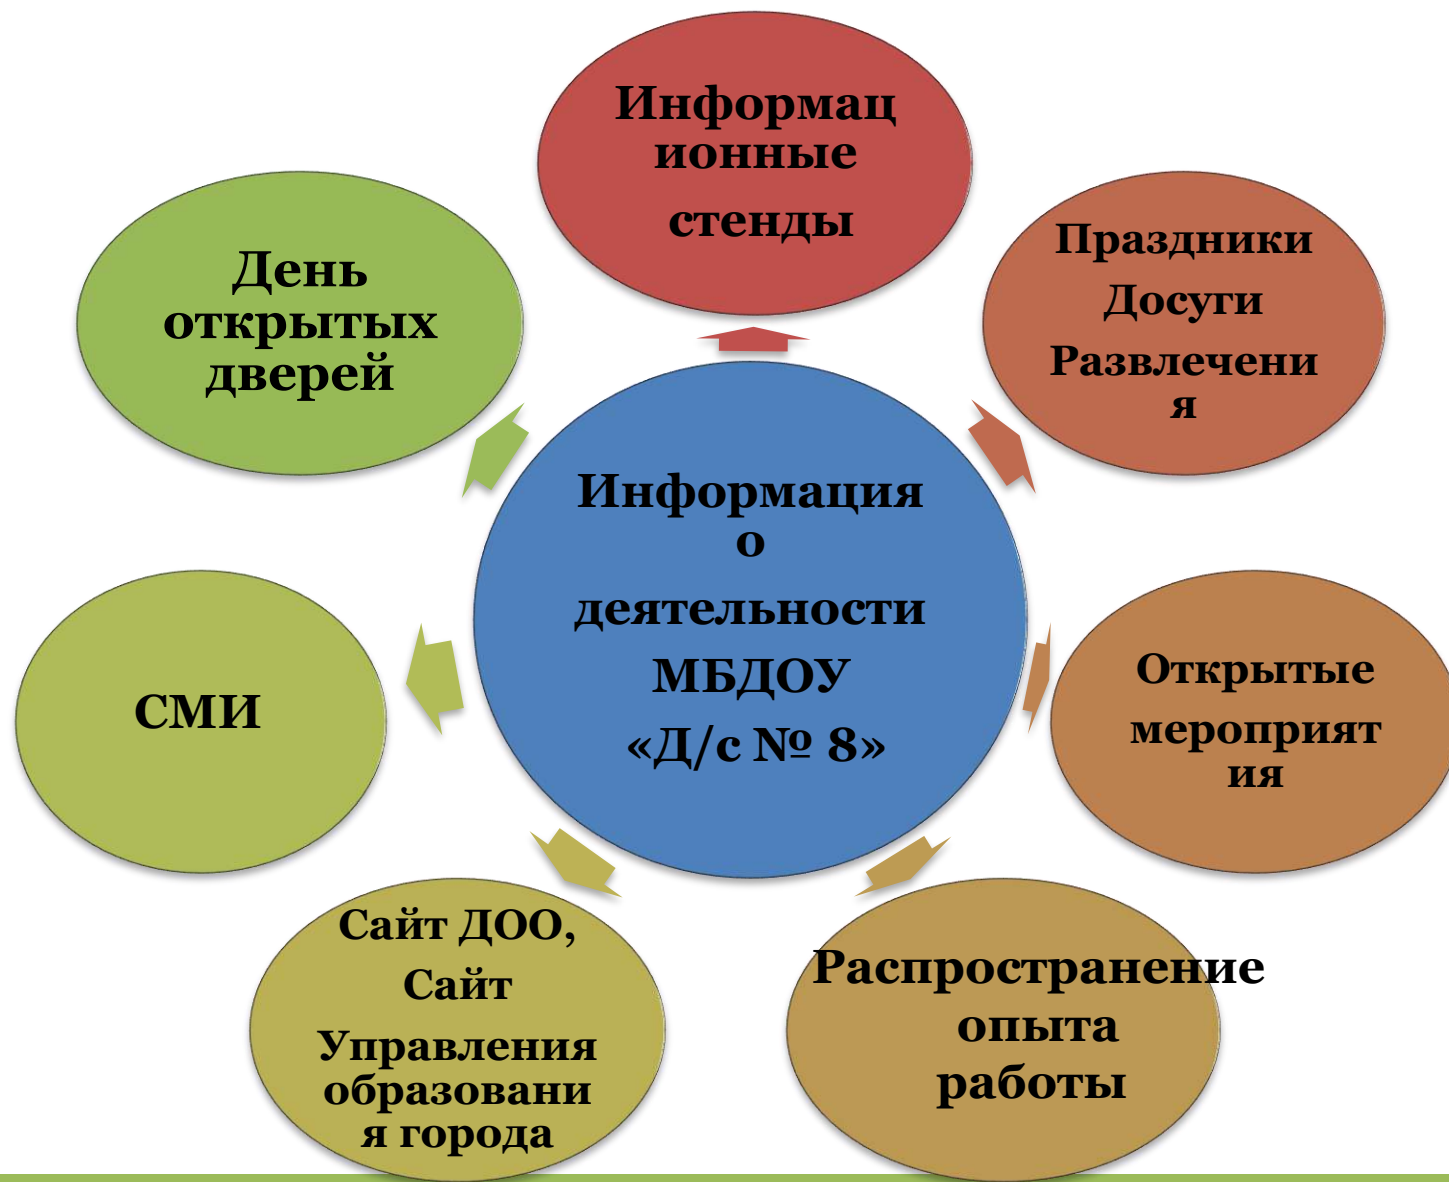 Информац
ионные
стенды
Праздники
Досуги
Развлечени
я
Открытые
мероприят
ия
Распространение
опыта
работы
Сайт ДОО,
Сайт
Управления
образовани
я города
СМИ
День
открытых
дверей
Информация
о
деятельности
МБДОУ
«Д/с № 8»